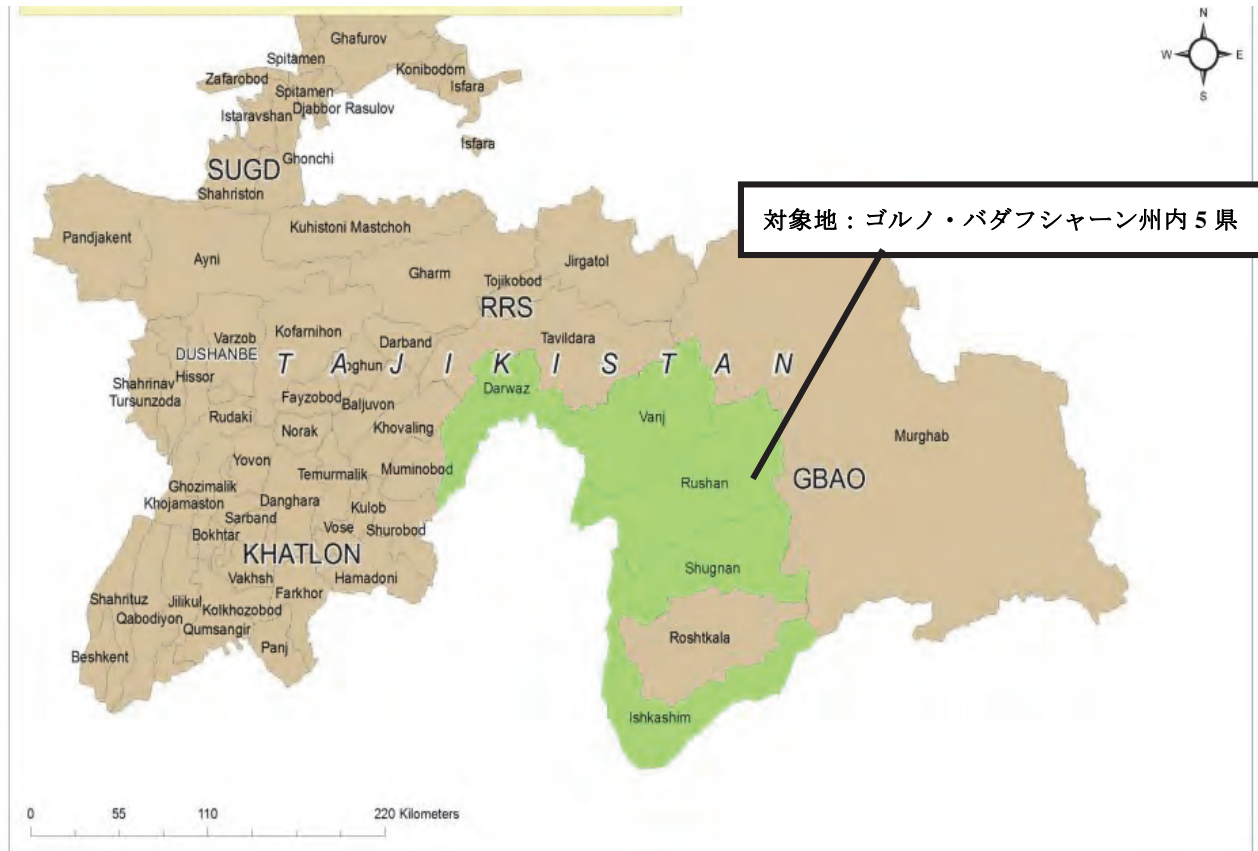 Ghafurov
Spitamen
Konibodom
Zafarobod
Isfara
Spitamen
Djabbor Rasulov
Istaravshan
Isfara
Ghonchi
SUGD
Shahriston
N
W E
S
対象地：ゴルノ・バダフシャーン州内 5 県
Kuhistoni Mastchoh
Pandjakent
Ayni
Jirgatol
Gharm
Tojikobod
RRS
Kofarnihon
Varzob
Darband
Tavildara
DUSHANBE
TAJIKISTAN
oghun
Hissor
Shahrinav
Tursunzoda
Darwaz
Fayzobod
Baljuvon
Rudaki
Vanj
Norak
Khovaling
Murghab
Yovon
Temurmalik
Muminobod
Rushan
GBAO
Ghozimalik
Khojamaston
Danghara
Kulob
Sarband
Bokhtar
Vose
Shurobod
KHATLON
Shugnan
Vakhsh
Hamadoni
Farkhor
Shahrituz
Jilikul
Kolkhozobod
Qabodiyon
Qumsangir
Roshtkala
Panj
Beshkent
Ishkashim
0 55 110 220 Kilometers